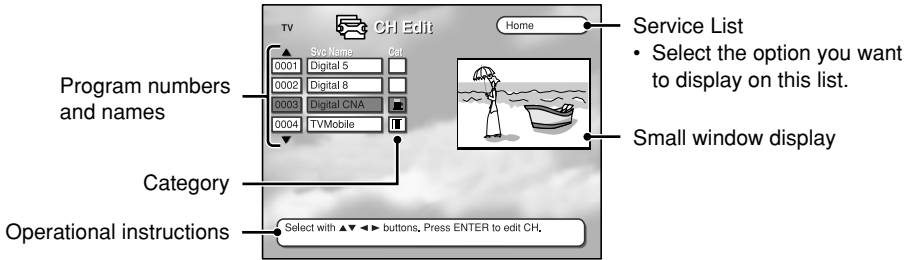 TV
CH Edit
Home
Service List
• Select the option you want
to display on this list.
Svc Name Cat
0001 Digital 5
0002 Digital 8
0003 Digital CNA
0004 TVMobile
Program numbers
and names
Small window display
Category
Operational instructions
Select with ▲▼ ◄ ► buttons. Press ENTER to edit CH.